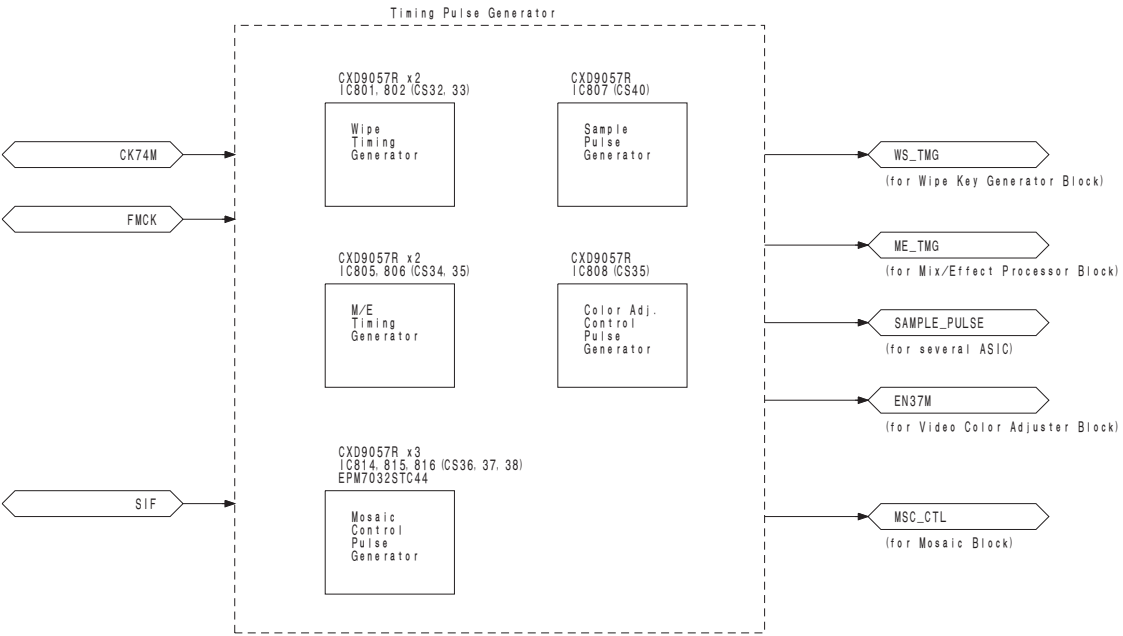 Timing Pulse Generator
CXD9057R x2
IC801, 802 (CS32, 33)
Wipe
Timing
Generator
CXD9057R
IC807 (CS40)
Sample
Pulse
Generator
CK74M
FMCK
WS_TMG
(for Wipe Key Generator Block)
CXD9057R x2
IC805, 806 (CS34, 35)
M/E
Timing
Generator
CXD9057R
IC808 (CS35)
Color Adj.
Control
Pulse
Generator
ME_TMG
(for Mix/Effect Processor Block)
SAMPLE_PULSE
(for several ASIC)
EN37M
(for Video Color Adjuster Block)
CXD9057R x3
IC814, 815, 816 (CS36, 37, 38)
EPM7032STC44
Mosaic
Control
Pulse
Generator
SIF
MSC_CTL
(for Mosaic Block)